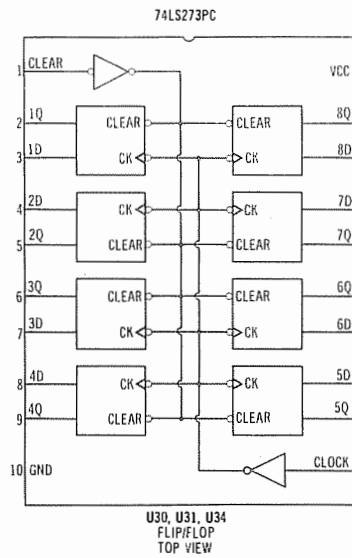 74LS273PC
1 CLEAR VCC
2 1Q CLEAR CLEAR 8Q
3 1D CK CK 8D
4 2D CK CK 7D
5 2Q CLEAR CLEAR 7Q
6 3Q CLEAR CLEAR 6Q
7 3D CK CK 6D
8 4D CK CK 5D
9 4Q CLEAR CLEAR 5Q
10 GND CLOCK
U30, U31, U34
FLIP/FLOP
TOP VIEW